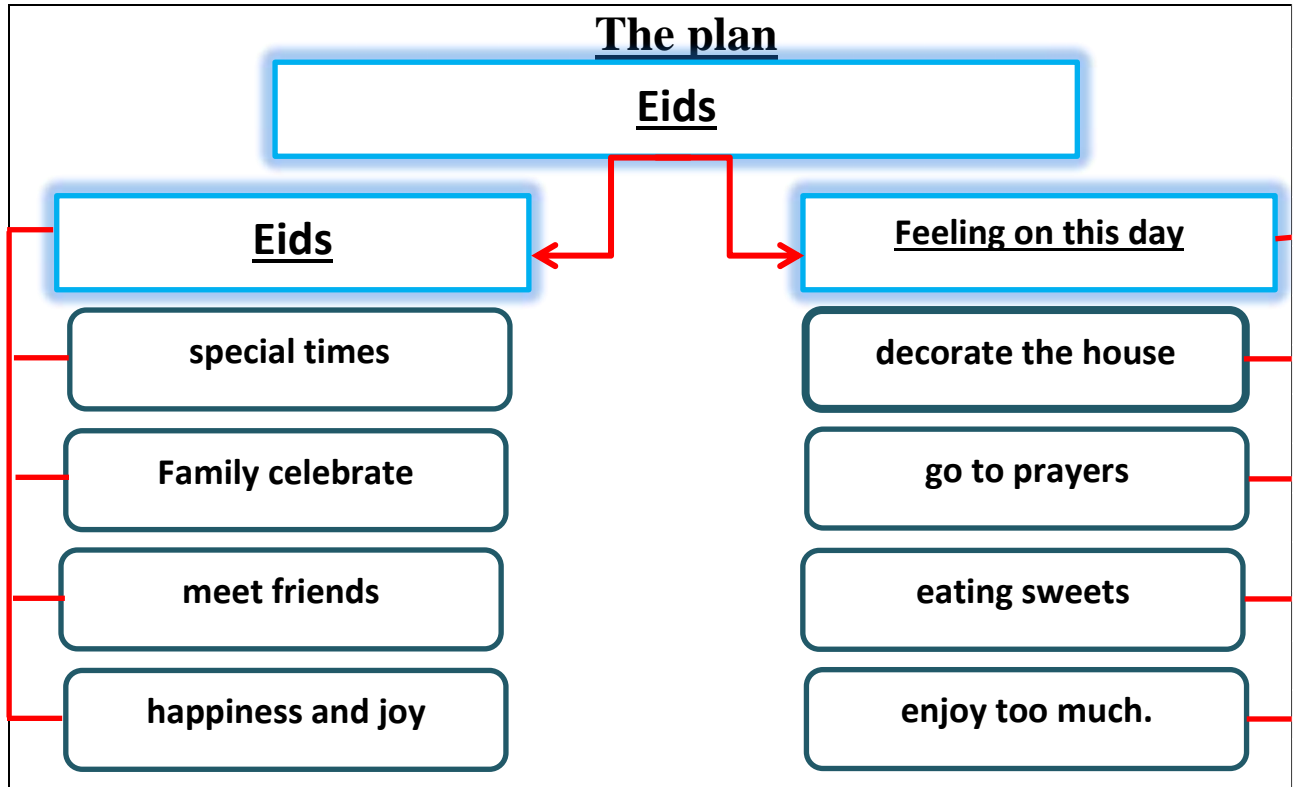 The plan
Eids
Eids
special times
Family celebrate
meet friends
happiness and joy
Feeling on this day
decorate the house
go to prayers
eating sweets
enjoy too much.